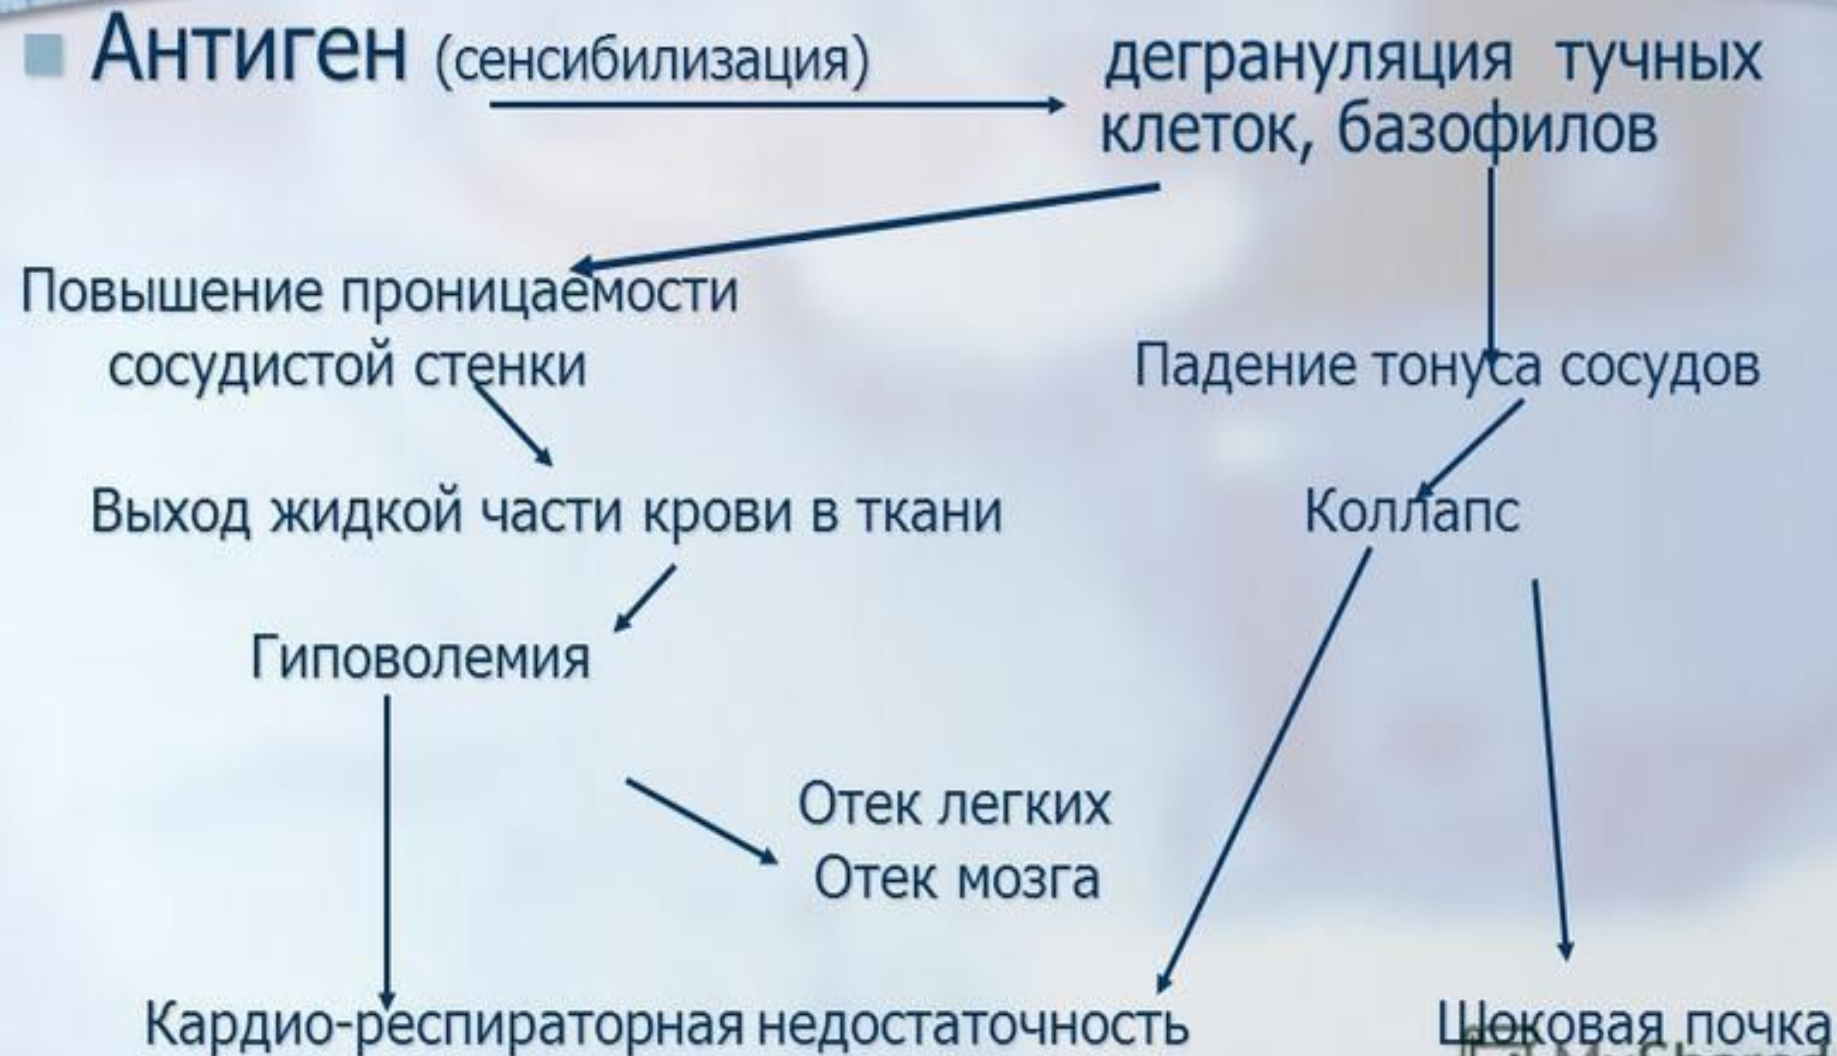 Антиген (сенсибилизация) дегрануляция тучных
клеток, базофилов
Повышение проницаемости
сосудистой стенки
Падение тонуса сосудов
Выход жидкой части крови в ткани
Коллапс
Гиповолемия
Отек легких
Отек мозга
Кардио-респираторная недостаточность
Шоковая почка